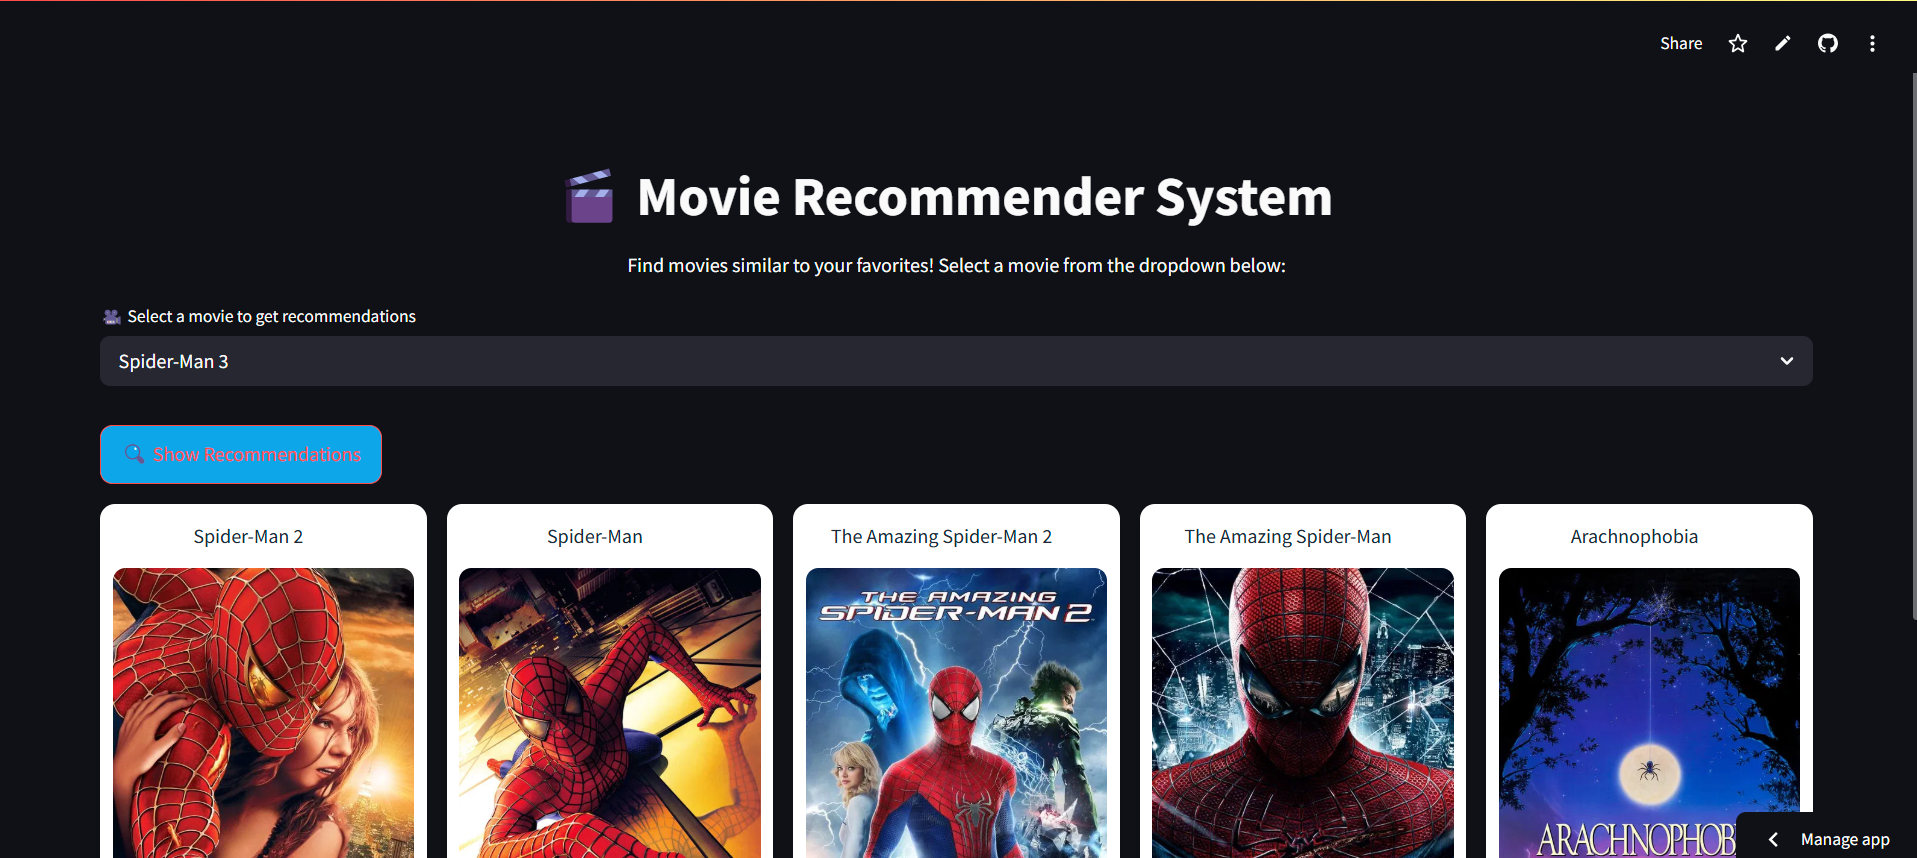 Share
Movie Recommender System
Find movies similar to your favorites! Select a movie from the dropdown below:
Select a movie to get recommendations
Spider-Man 3
Show Recommendations
Spider-Man 2
Spider-Man
The Amazing Spider-Man 2
The Amazing Spider-Man
Arachnophobia
THE AMAZING
SPIDER-MAN 2
ARACHNOPHOB
Manage app